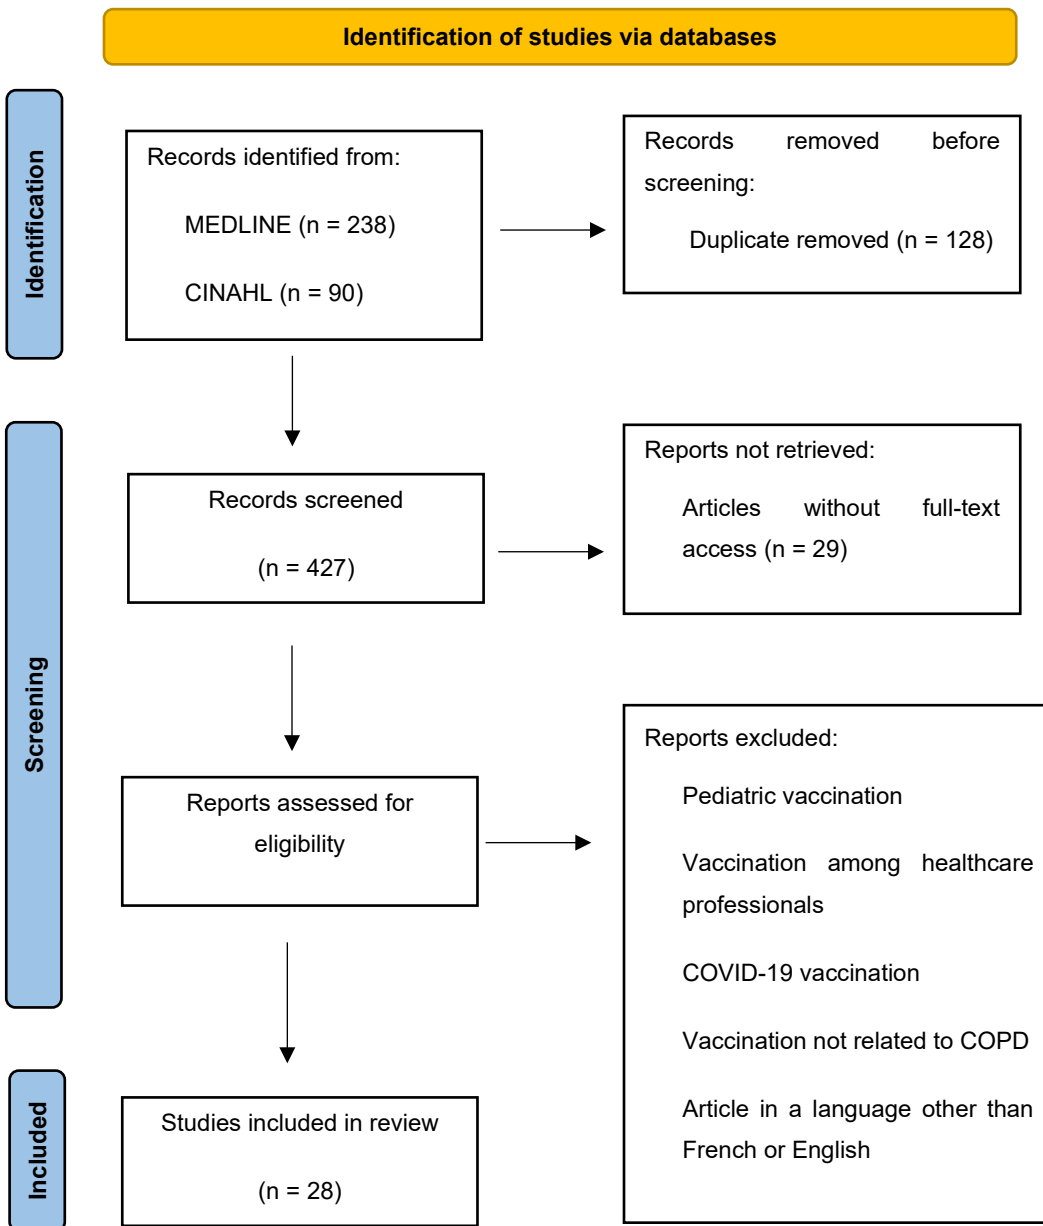 Identification of studies via databases
Identification
Records identified from:
MEDLINE (n = 238)
CINAHL (n = 90)
Records removed before
screening:
Duplicate removed (n = 128)
Screening
Records screened
(n = 427)
Reports not retrieved:
Articles without full-text
access (n = 29)
Reports assessed for
eligibility
Reports excluded:
Pediatric vaccination
Vaccination among healthcare
professionals
COVID-19 vaccination
Vaccination not related to COPD
Article in a language other than
French or English
Included
Studies included in review
(n = 28)